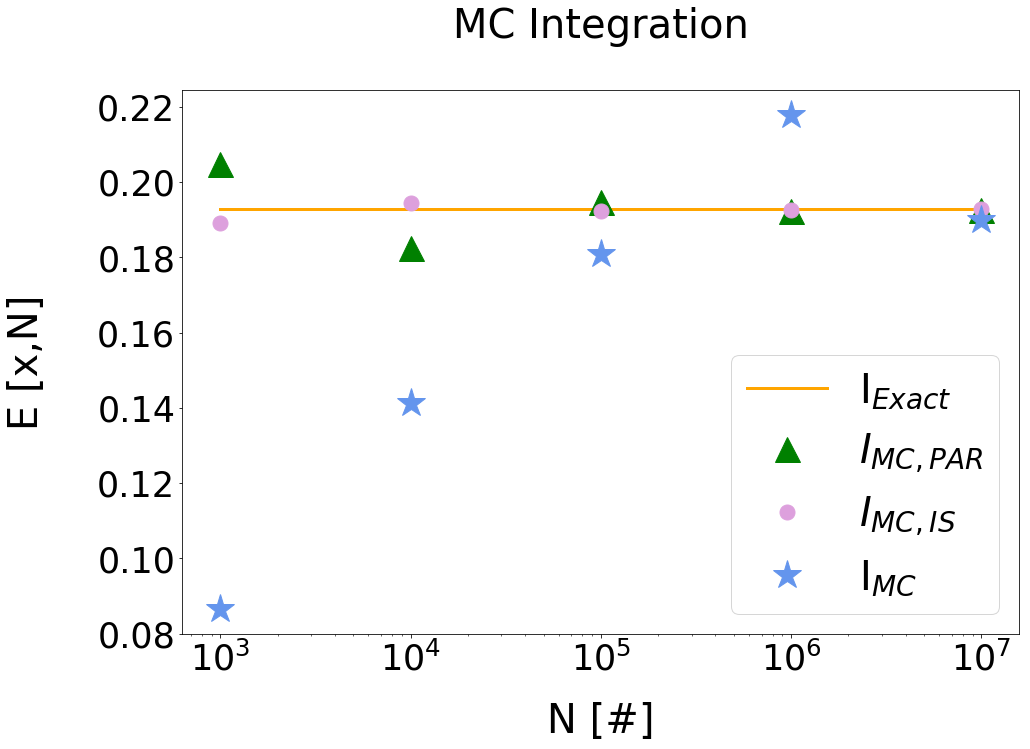 MC Integration
E [x,N]
0.22
0.20
0.18
0.16
0.14
0.12
0.10
0.08
10^3
10^4
10^5
10^6
10^7
N [#]
I_Exact
I_MC,PAR
I_MC,IS
I_MC